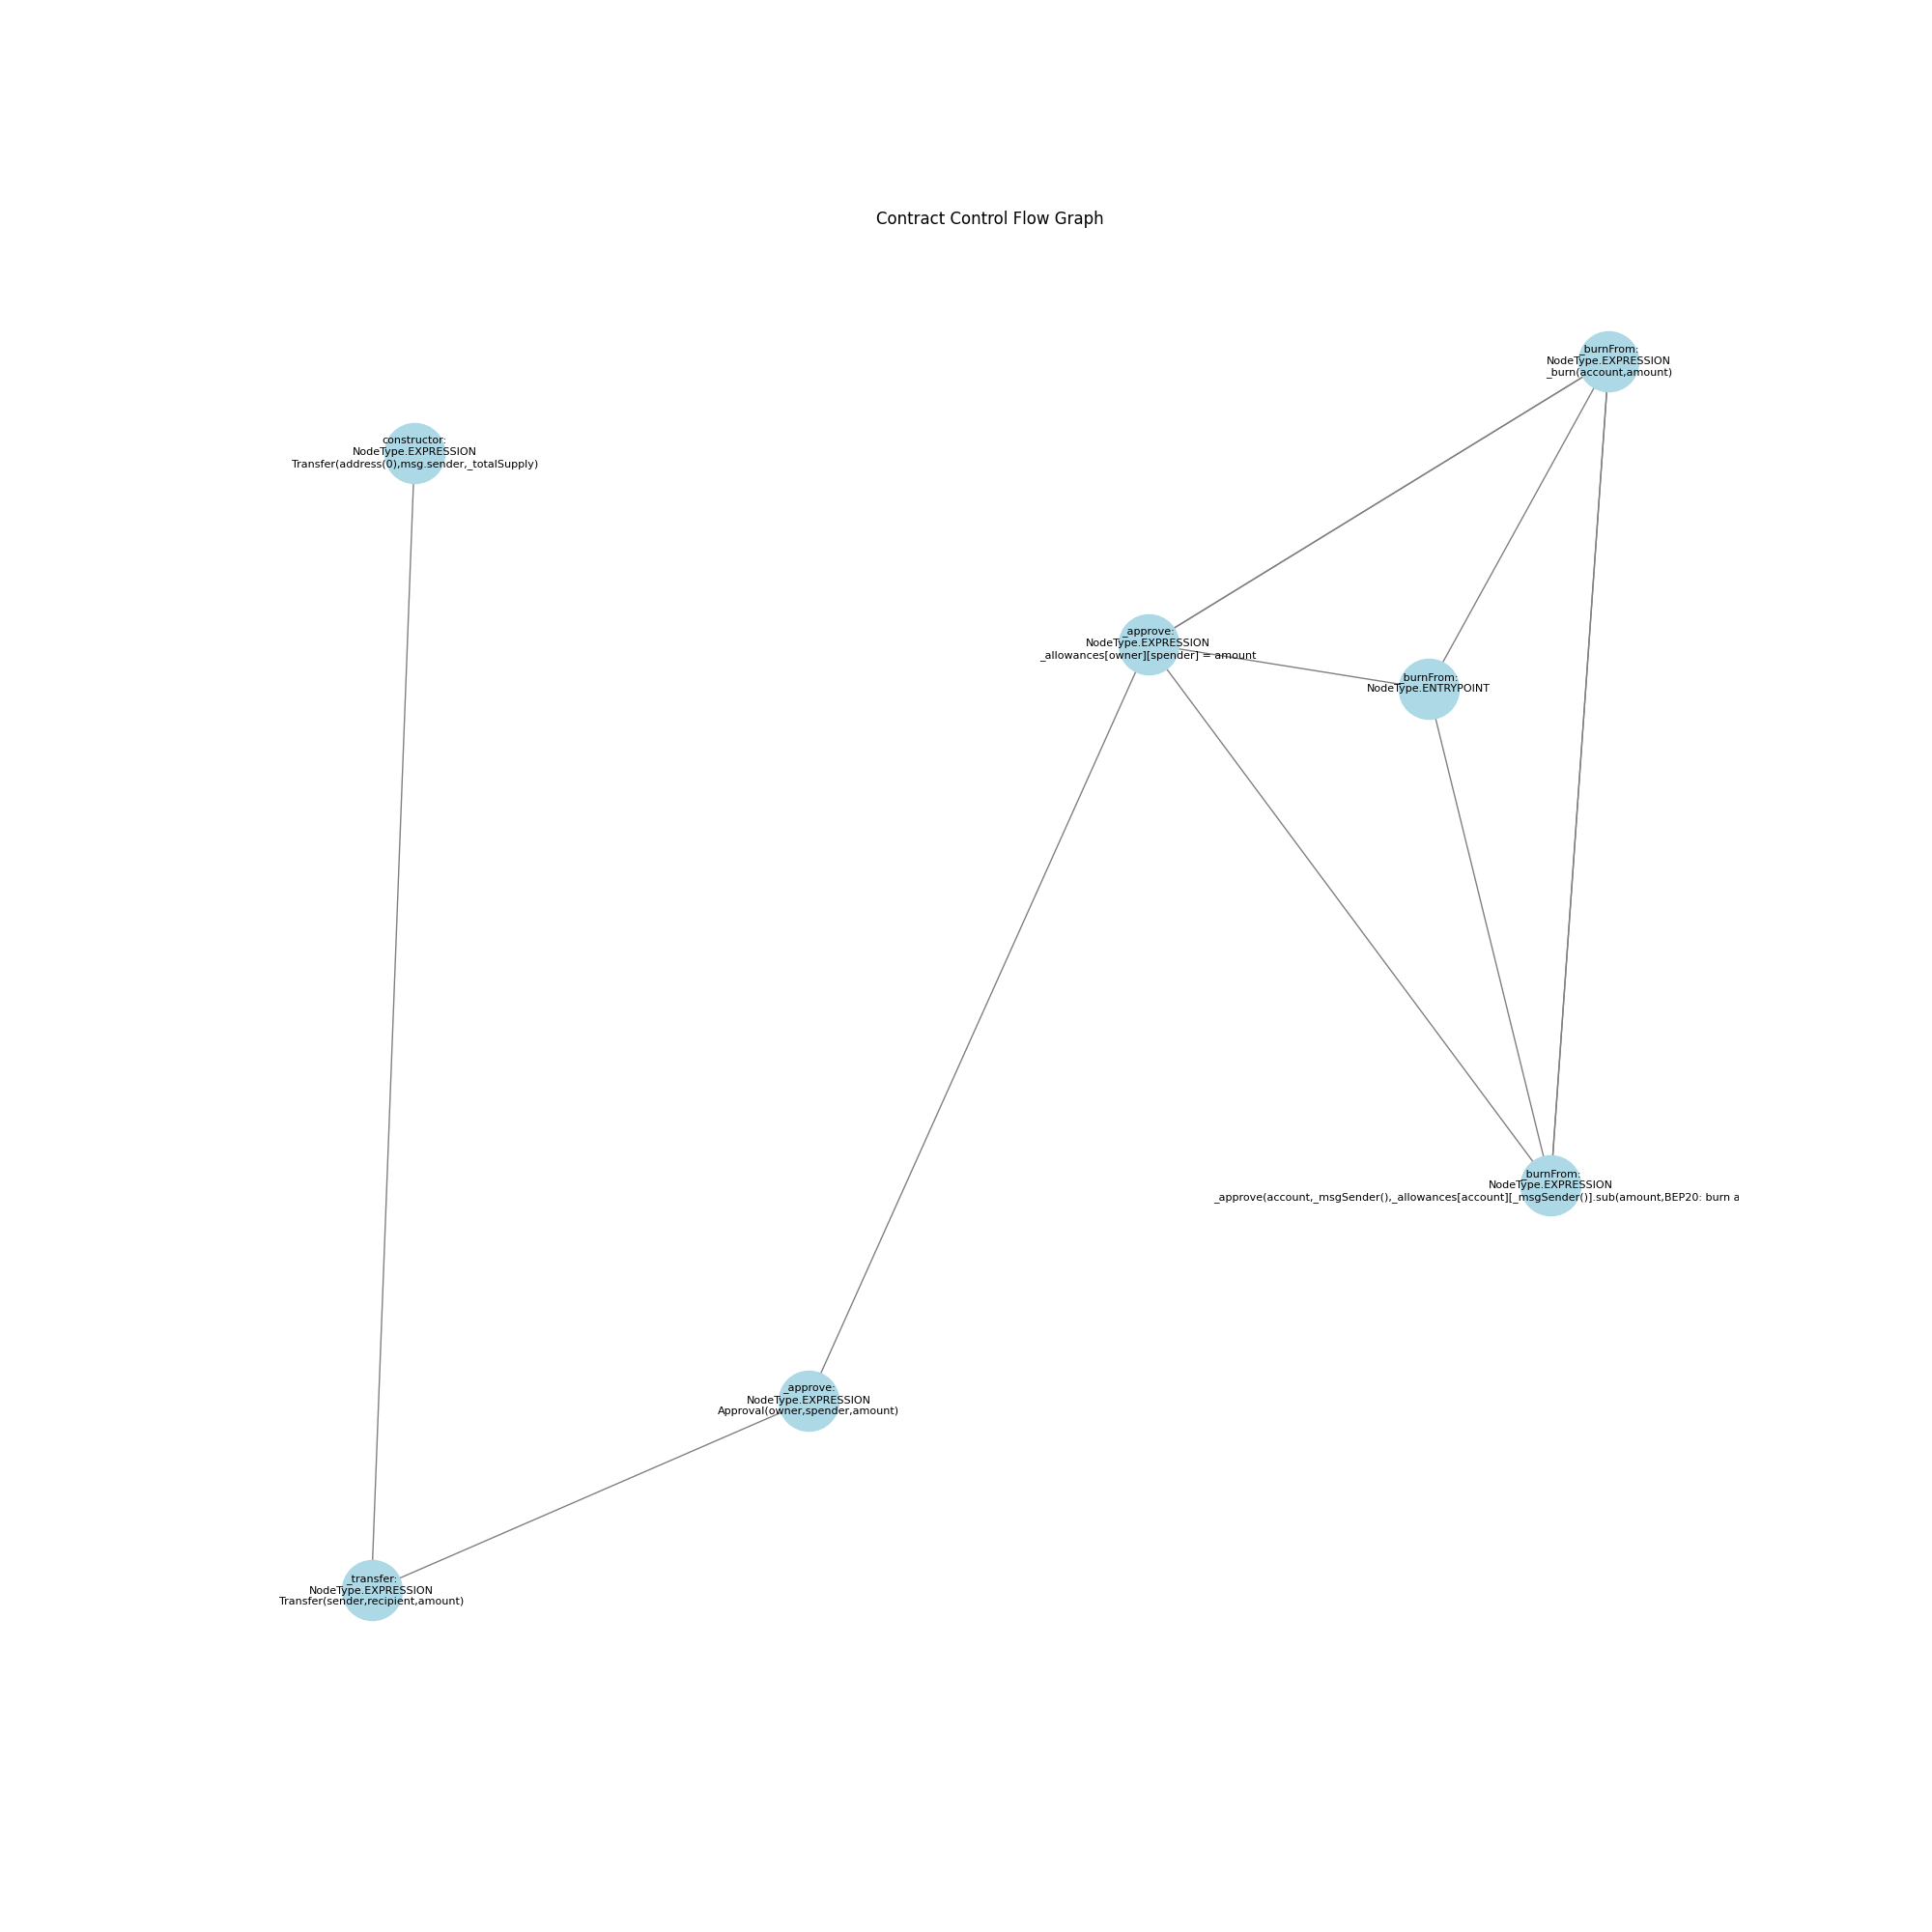 Contract Control Flow Graph
_burnFrom:
NodeType.EXPRESSION
_burn(account,amount)
constructor:
NodeType.EXPRESSION
Transfer(address(0),msg.sender,_totalSupply)
_approve:
NodeType.EXPRESSION
_allowances[owner][spender] = amount
_burnFrom:
NodeType.ENTRYPOINT
_burnFrom:
NodeType.EXPRESSION
_approve(account,_msgSender(),_allowances[account][_msgSender()].sub(amount,BEP20: burn a
_approve:
NodeType.EXPRESSION
Approval(owner,spender,amount)
_transfer:
NodeType.EXPRESSION
Transfer(sender,recipient,amount)